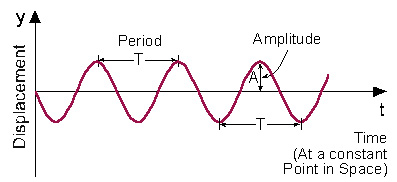 y
Displacement
Period
T
Amplitude
A
T
t
Time
(At a constant
Point in Space)